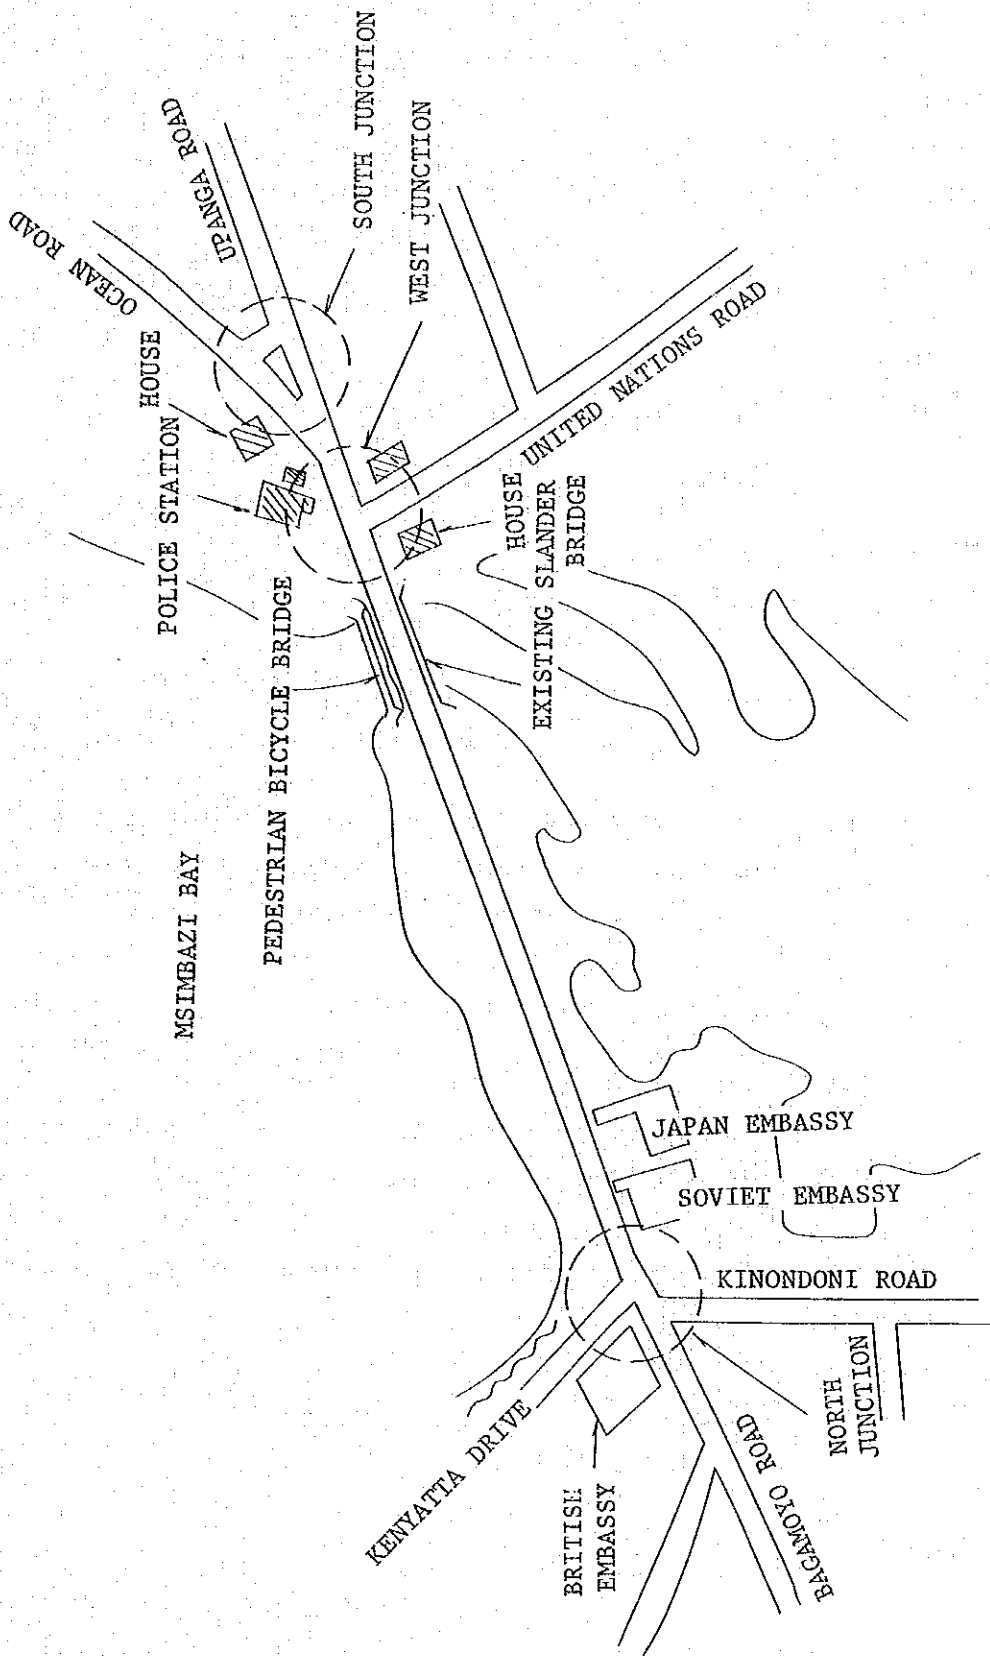 OCEAN ROAD
UPANGA ROAD
SOUTH JUNCTION
WEST JUNCTION
HOUSE
POLICE STATION
UNITED NATIONS ROAD
HOUSE
EXISTING SLANDER
BRIDGE
PEDESTRIAN BICYCLE BRIDGE
MSIMBAZI BAY
JAPAN EMBASSY
SOVIET EMBASSY
KINONDONI ROAD
NORTH
JUNCTION
KENYATTA DRIVE
BRITISH
EMBASSY
BAGAMOYO ROAD